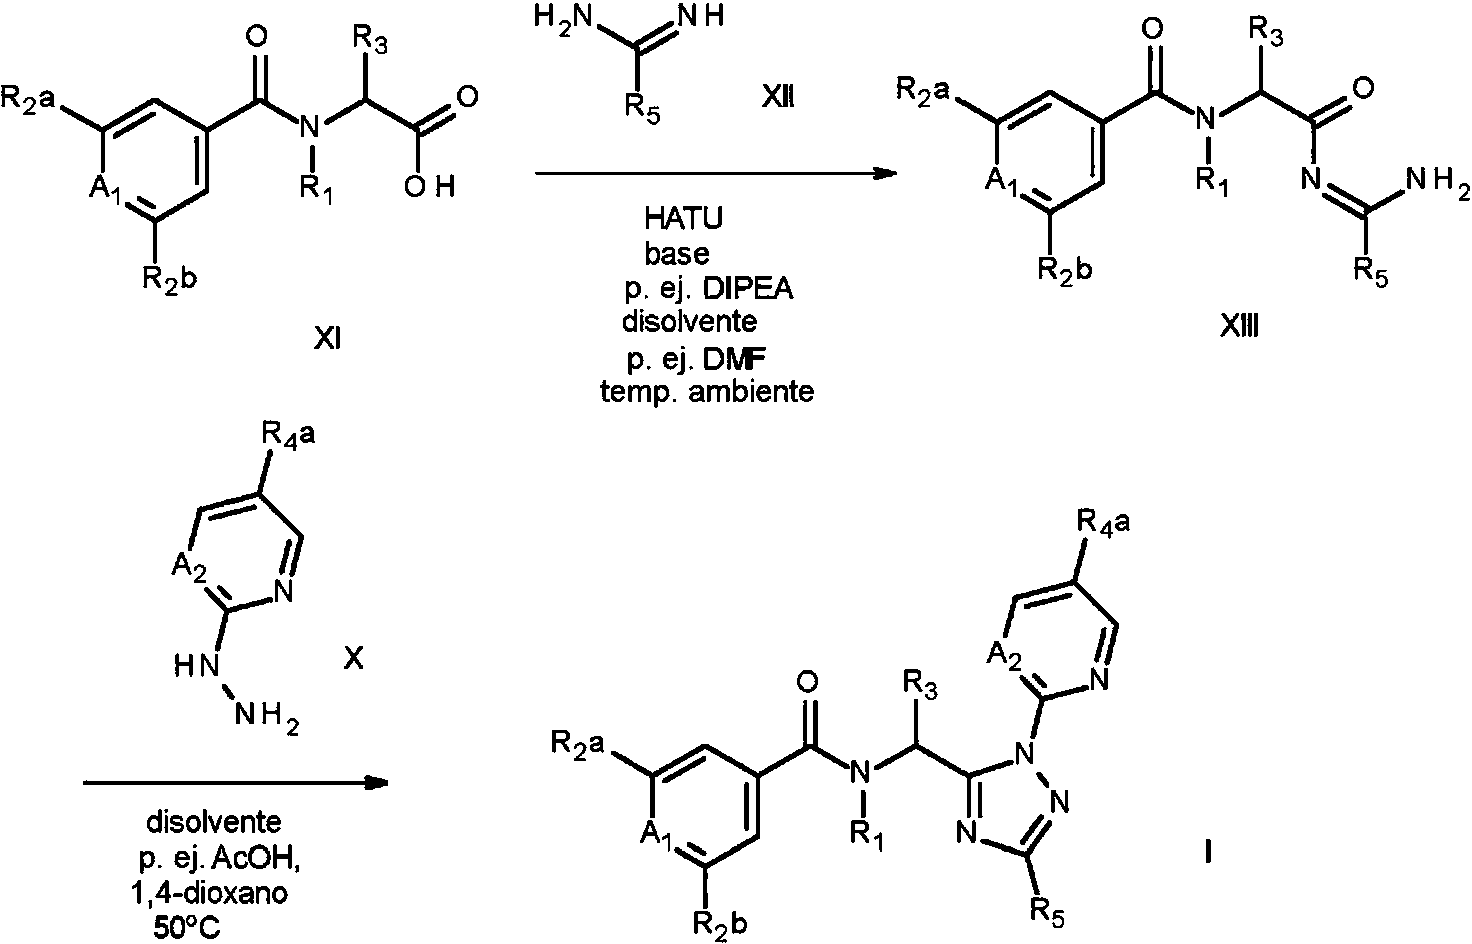 O
R3
R2a
A1
N
R1
O
OH
R2b
XI
H2N
NH
R5
XII
HATU
base
p. ej. DIPEA
disolvente
p. ej. DMF
temp. ambiente
O
R3
R2a
A1
N
R1
O
N
NH2
R5
R2b
XIII
R4a
A2
N
HN
NH2
X
disolvente
p. ej. AcOH,
1,4-dioxano
50ºC
R4a
A2
N
O
R3
R2a
A1
N
R1
N
N
N
R5
R2b
I